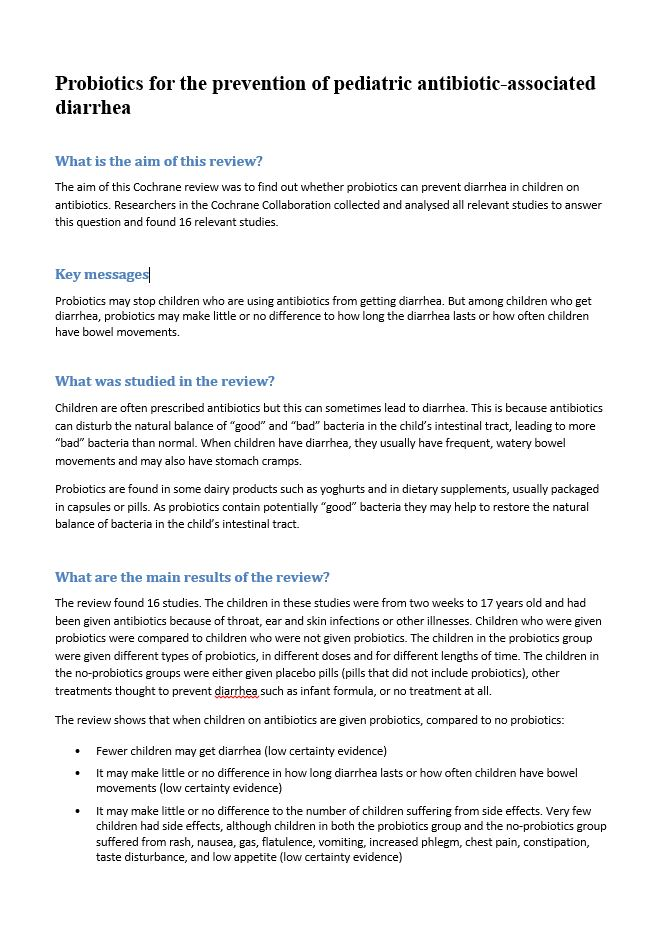 Probiotics for the prevention of pediatric antibiotic-associated
diarrhea
What is the aim of this review?
The aim of this Cochrane review was to find out whether probiotics can prevent diarrhea in children on
antibiotics. Researchers in the Cochrane Collaboration collected and analysed all relevant studies to answer
this question and found 16 relevant studies.
Key messages
Probiotics may stop children who are using antibiotics from getting diarrhea. But among children who get
diarrhea, probiotics may make little or no difference to how long the diarrhea lasts or how often children
have bowel movements.
What was studied in the review?
Children are often prescribed antibiotics but this can sometimes lead to diarrhea. This is because antibiotics
can disturb the natural balance of “good” and “bad” bacteria in the child’s intestinal tract, leading to more
“bad” bacteria than normal. When children have diarrhea, they usually have frequent, watery bowel
movements and may also have stomach cramps.
Probiotics are found in some dairy products such as yoghurts and in dietary supplements, usually packaged
in capsules or pills. As probiotics contain potentially “good” bacteria they may help to restore the natural
balance of bacteria in the child’s intestinal tract.
What are the main results of the review?
The review found 16 studies. The children in these studies were from two weeks to 17 years old and had
been given antibiotics because of throat, ear and skin infections or other illnesses. Children who were given
probiotics were compared to children who were not given probiotics. The children in the probiotics group
were given different types of probiotics, in different doses and for different lengths of time. The children in
the no-probiotics groups were either given placebo pills (pills that did not include probiotics), other
treatments thought to prevent diarrhea such as infant formula, or no treatment at all.
The review shows that when children on antibiotics are given probiotics, compared to no probiotics:
• Fewer children may get diarrhea (low certainty evidence)
• It may make little or no difference in how long diarrhea lasts or how often children have bowel
movements (low certainty evidence)
• It may make little or no difference to the number of children suffering from side effects. Very few
children had side effects, although children in both the probiotics group and the no-probiotics group
suffered from rash, nausea, gas, flatulence, vomiting, increased phlegm, chest pain, constipation,
taste disturbance, and low appetite (low certainty evidence)